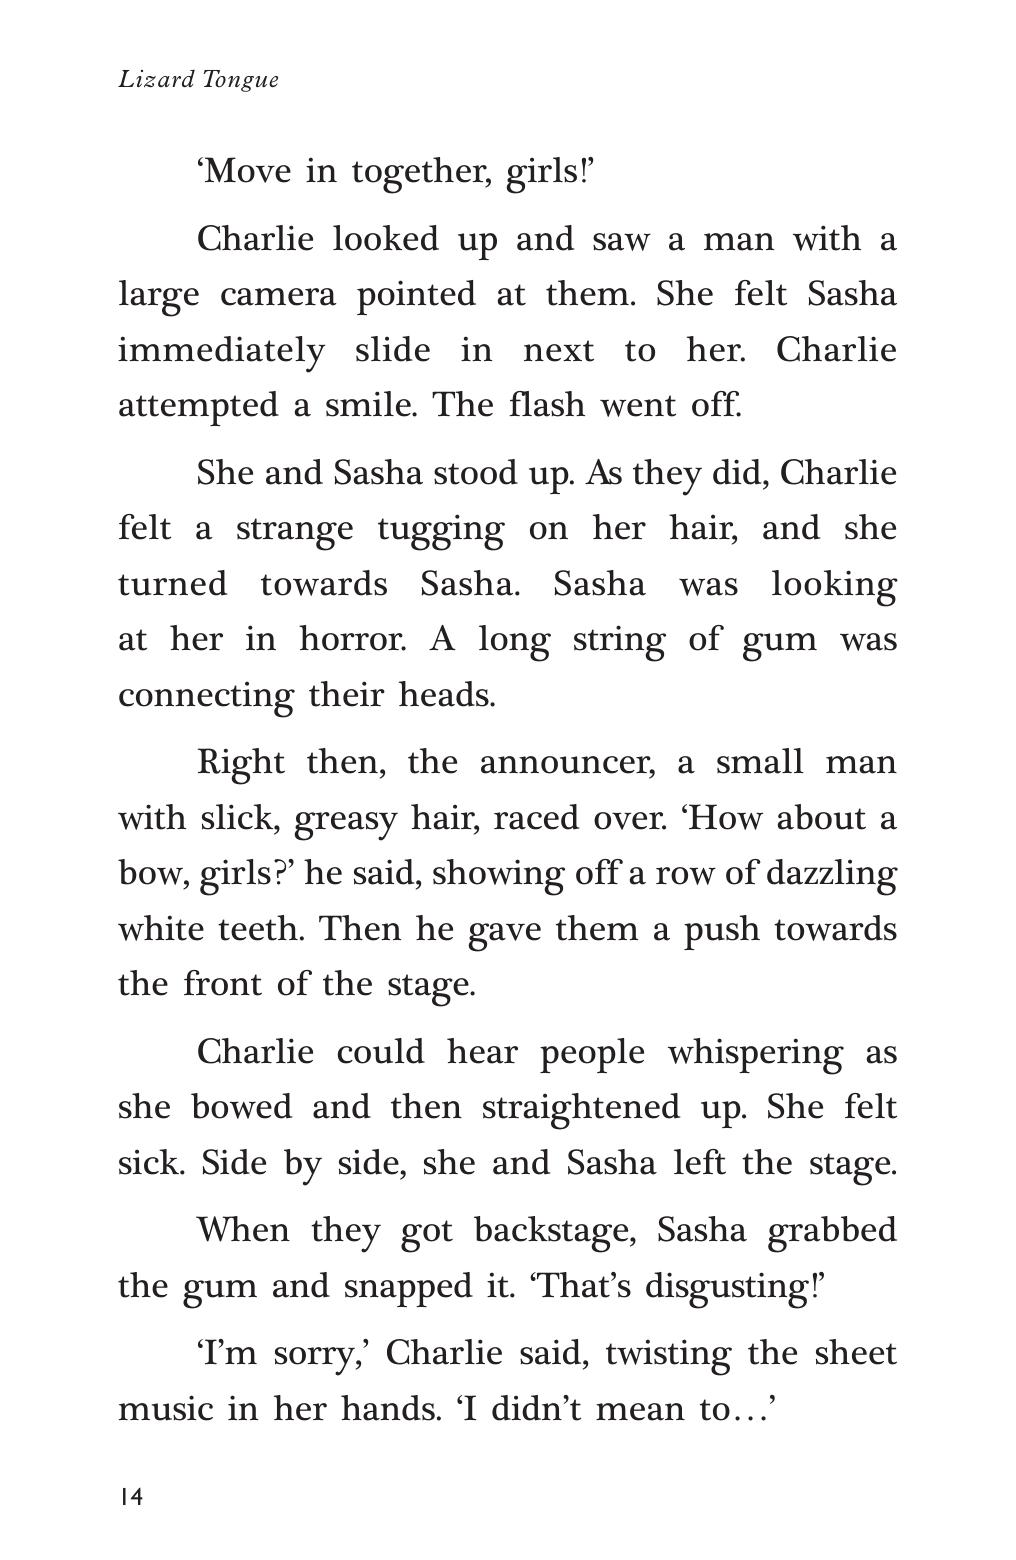 Lizard Tongue
‘Move in together, girls!’
Charlie looked up and saw a man with a
large camera pointed at them. She felt Sasha
immediately slide in next to her. Charlie
attempted a smile. The flash went off.
She and Sasha stood up. As they did, Charlie
felt a strange tugging on her hair, and she
turned towards Sasha. Sasha was looking
at her in horror. A long string of gum was
connecting their heads.
Right then, the announcer, a small man
with slick, greasy hair, raced over. ‘How about a
bow, girls?’ he said, showing off a row of dazzling
white teeth. Then he gave them a push towards
the front of the stage.
Charlie could hear people whispering as
she bowed and then straightened up. She felt
sick. Side by side, she and Sasha left the stage.
When they got backstage, Sasha grabbed
the gum and snapped it. ‘That’s disgusting!’
‘I’m sorry,’ Charlie said, twisting the sheet
music in her hands. ‘I didn’t mean to…’
14